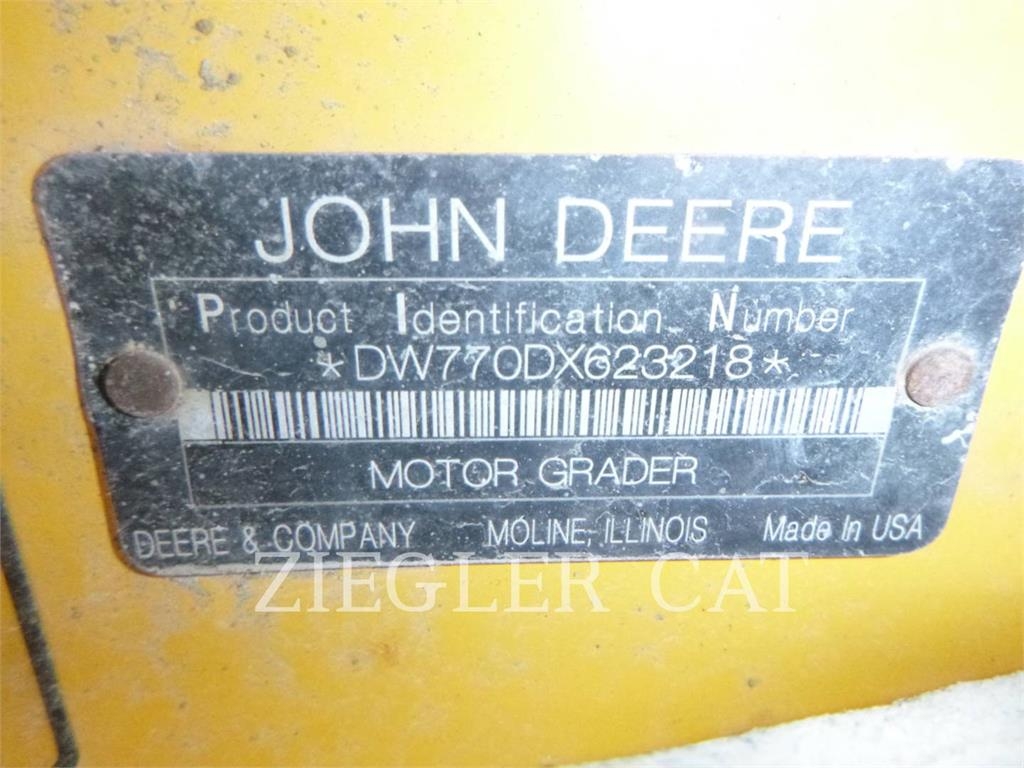 JOHN DEERE
Product Identification Number
*DW770DX623218*
MOTOR GRADER
DEERE & COMPANY MOLINE, ILLINOIS Made In USA
ZIEGLER CAT